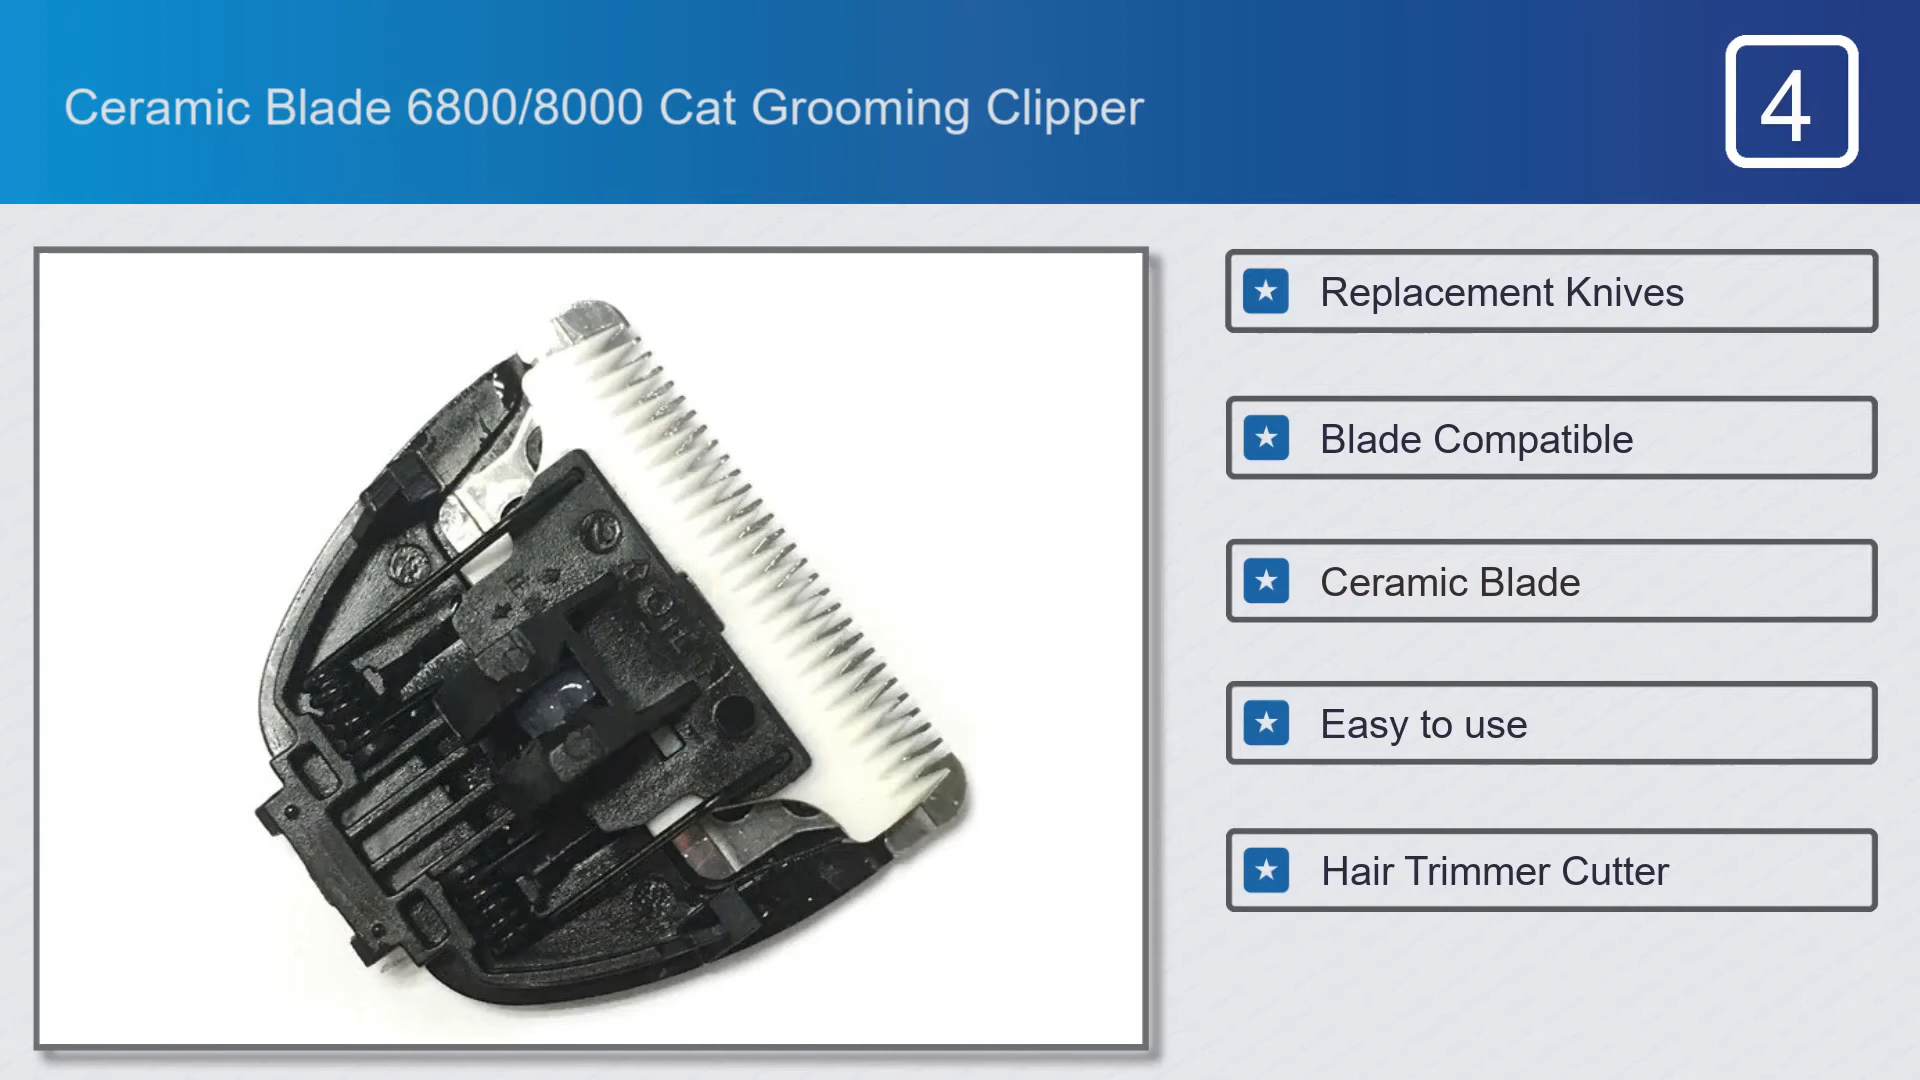 Ceramic Blade 6800/8000 Cat Grooming Clipper
4
Replacement Knives
Blade Compatible
Ceramic Blade
Easy to use
Hair Trimmer Cutter
OIL